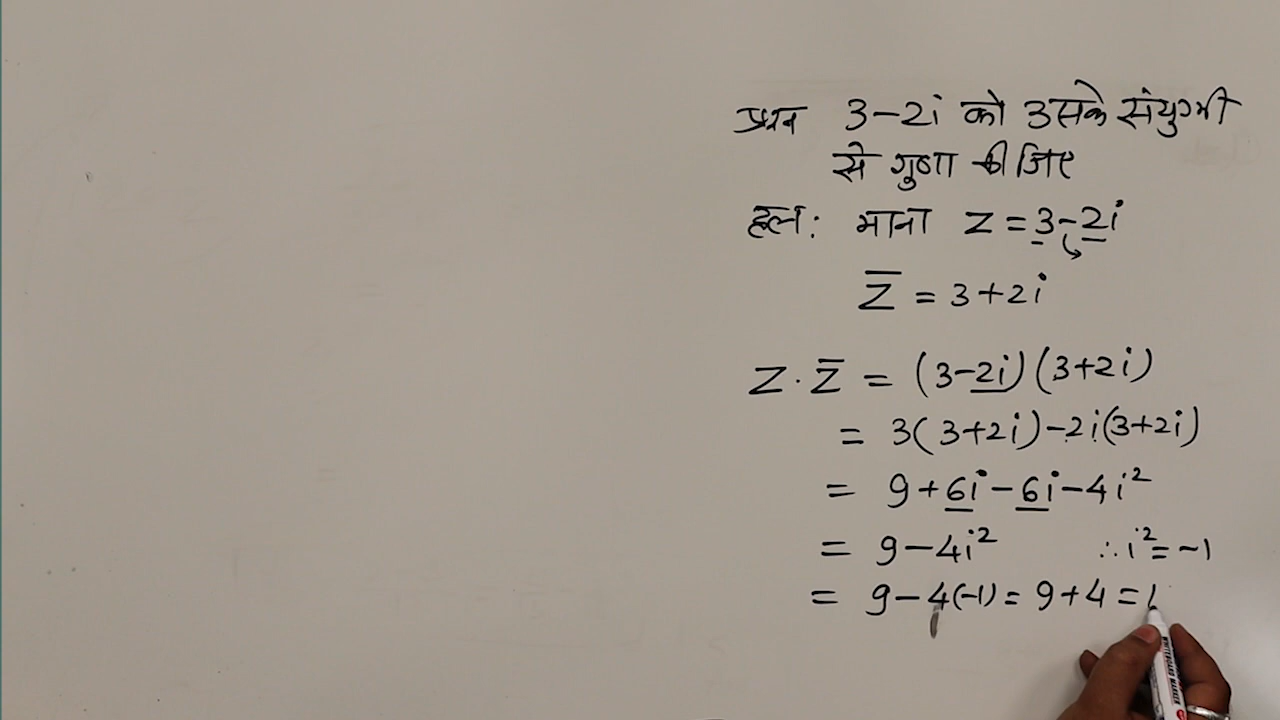 प्रश्न 3-2i को उसके संयुग्मी
से गुणा कीजिए
हल: माना z = 3-2i
z̅ = 3+2i
z · z̅ = (3-2i)(3+2i)
= 3(3+2i)-2i(3+2i)
= 9+6i-6i-4i²
= 9-4i² ∴ i² = -1
= 9-4(-1) = 9+4 = 1